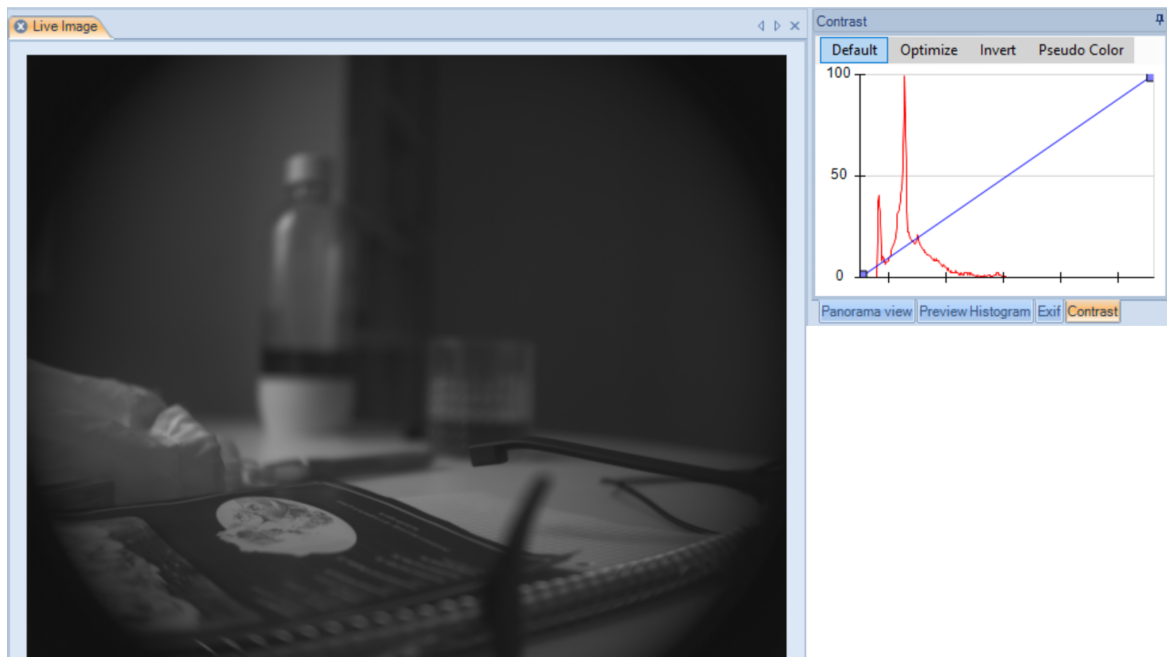 Live Image
Contrast
Default Optimize Invert Pseudo Color
100
50
0
Panorama view Preview Histogram Exif Contrast